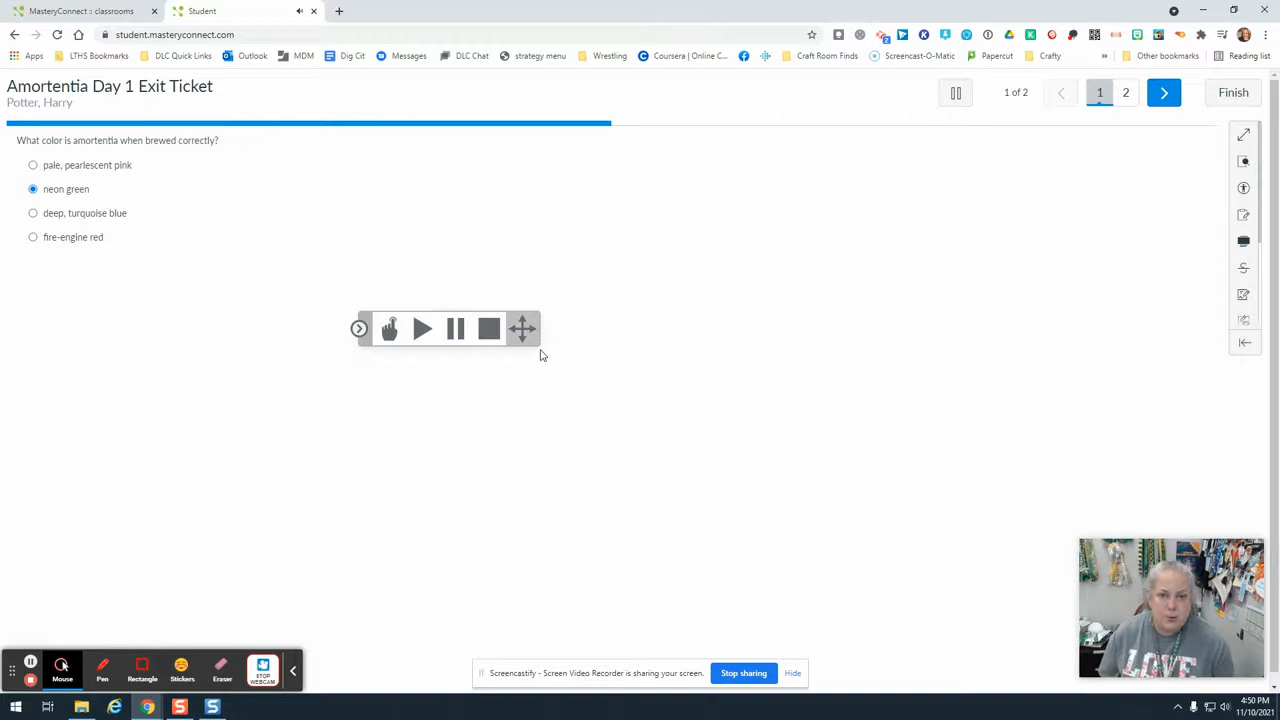 MasteryConnect :: classrooms
Student
student.masteryconnect.com
Apps
LTHS Bookmarks
DLC Quick Links
Outlook
MDM
Dig Cit
Messages
DLC Chat
strategy menu
Wrestling
Coursera | Online C...
Craft Room Finds
Screencast-O-Matic
Papercut
Crafty
»
Other bookmarks
Reading list
Amortentia Day 1 Exit Ticket
Potter, Harry
1 of 2
1
2
Finish
What color is amortentia when brewed correctly?
pale, pearlescent pink
neon green
deep, turquoise blue
fire-engine red
LOVE
Mouse
Pen
Rectangle
Stickers
Eraser
STOP
WEBCAM
Screencastify - Screen Video Recorder is sharing your screen.
Stop sharing
Hide
4:50 PM
11/10/2021